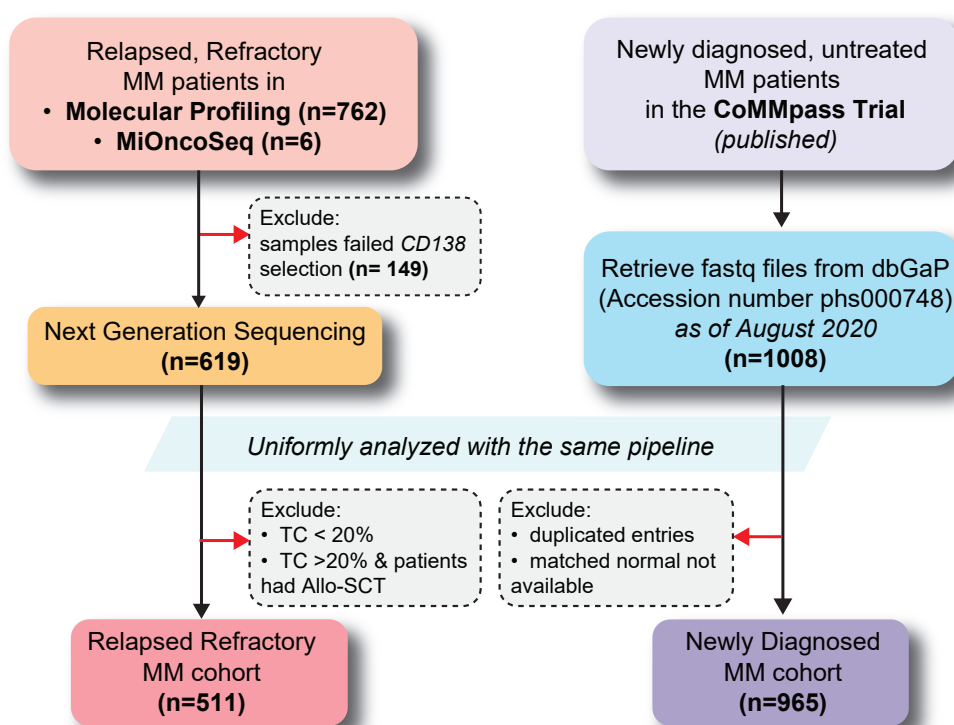 Relapsed, Refractory
MM patients in
• Molecular Profiling (n=762)
• MiOncoSeq (n=6)
Newly diagnosed, untreated
MM patients
in the CoMMpass Trial
(published)
Exclude:
samples failed CD138
selection (n= 149)
Next Generation Sequencing
(n=619)
Retrieve fastq files from dbGaP
(Accession number phs000748)
as of August 2020
(n=1008)
Uniformly analyzed with the same pipeline
Exclude:
• TC < 20%
• TC >20% & patients
had Allo-SCT
Exclude:
• duplicated entries
• matched normal not
available
Relapsed Refractory
MM cohort
(n=511)
Newly Diagnosed
MM cohort
(n=965)